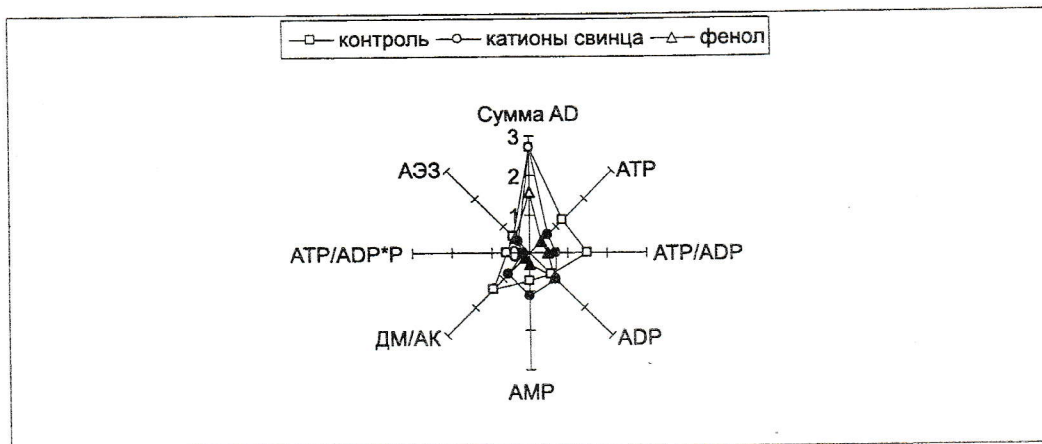 контроль катионы свинца фенол
Сумма AD
3
АЭЗ 2 ATP
1
ATP/ADP*P 0 ATP/ADP
ДМ/АК ADP
AMP